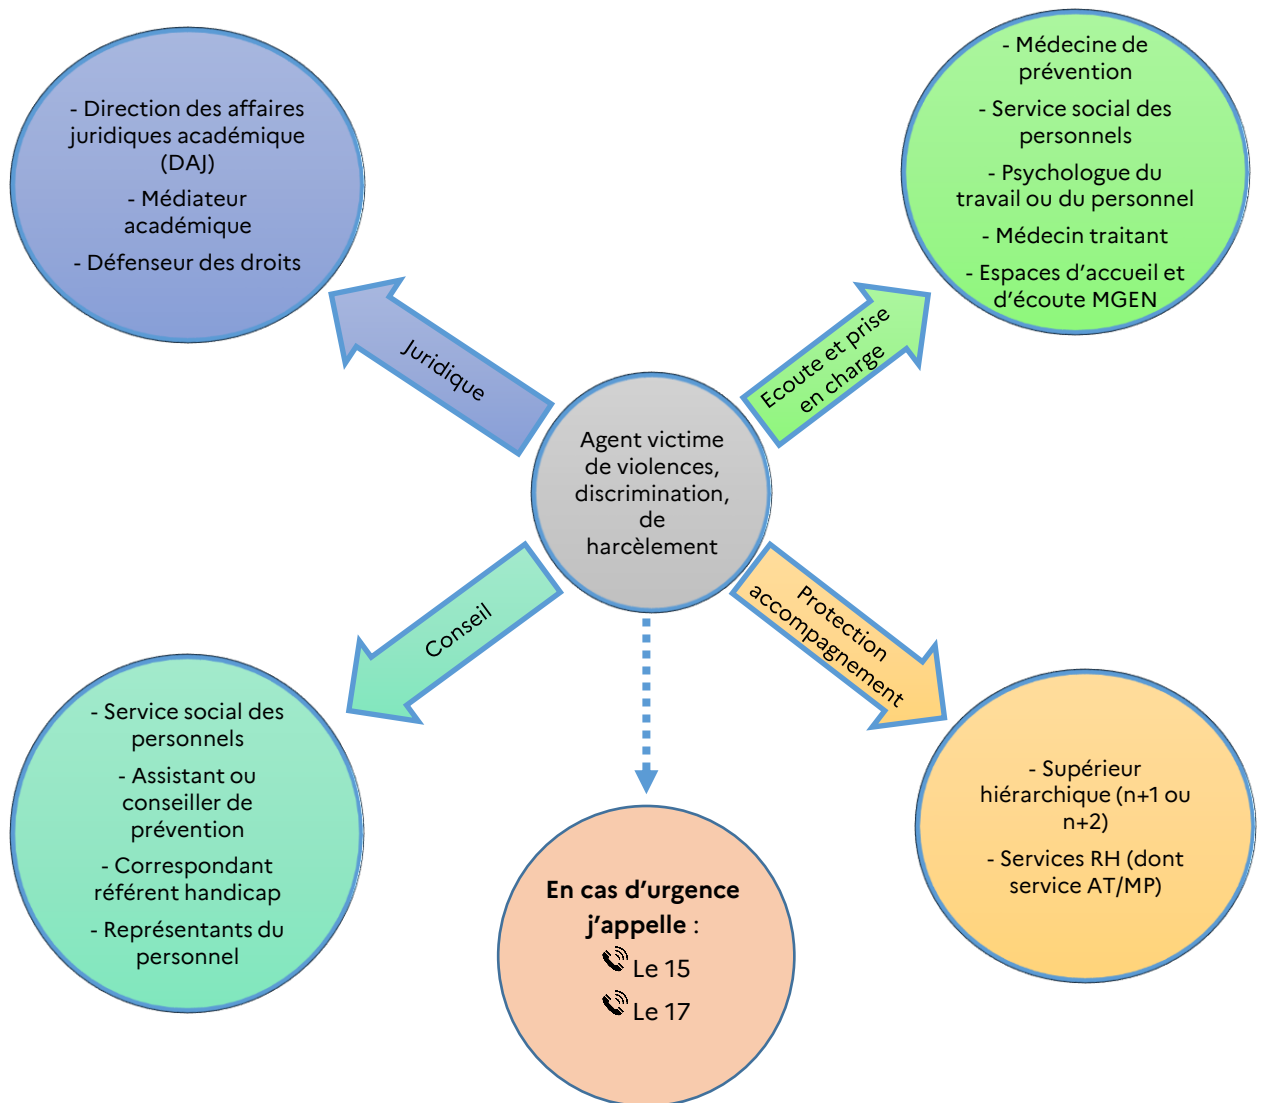 - Direction des affaires
juridiques académique
(DAJ)
- Médiateur
académique
- Défenseur des droits
- Médecine de
prévention
- Service social des
personnels
- Psychologue du
travail ou du personnel
- Médecin traitant
- Espaces d’accueil et
d’écoute MGEN
Juridique
Ecoute et prise
en charge
Agent victime
de violences,
discrimination,
de
harcèlement
Conseil
Protection
accompagnement
- Service social des
personnels
- Assistant ou
conseiller de
prévention
- Correspondant
référent handicap
- Représentants du
personnel
En cas d’urgence
j’appelle :
Le 15
Le 17
- Supérieur
hiérarchique (n+1 ou
n+2)
- Services RH (dont
service AT/MP)